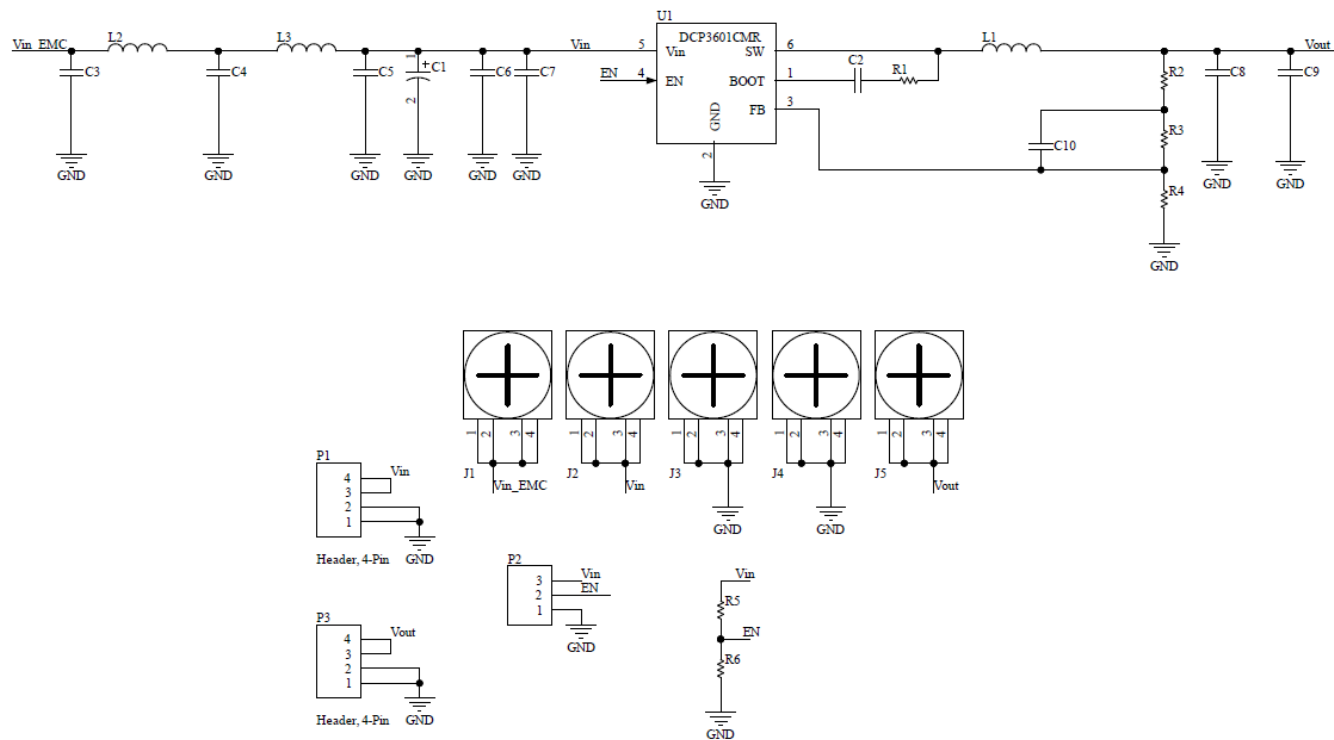 U1
Vin_EMC L2 L3 Vin 5 Vin DCP3601CMR SW 6 L1 Vout
C3 C4 C5 1 + C1 2 C6 C7 EN 4 EN BOOT 1 C2 R1 R2 C8 C9
GND FB 3
2 C10 R3
GND GND GND GND GND GND GND R4 GND GND
GND
1 2 3 4 1 2 3 4 1 2 3 4 1 2 3 4 1 2 3 4
J1 J2 J3 J4 J5
Vin_EMC Vin GND GND Vout
P1
4 Vin
3
2
1
GND
Header, 4-Pin
P2
3 Vin
2 EN
1
GND
Vin
R5
EN
R6
GND
P3
4 Vout
3
2
1
GND
Header, 4-Pin